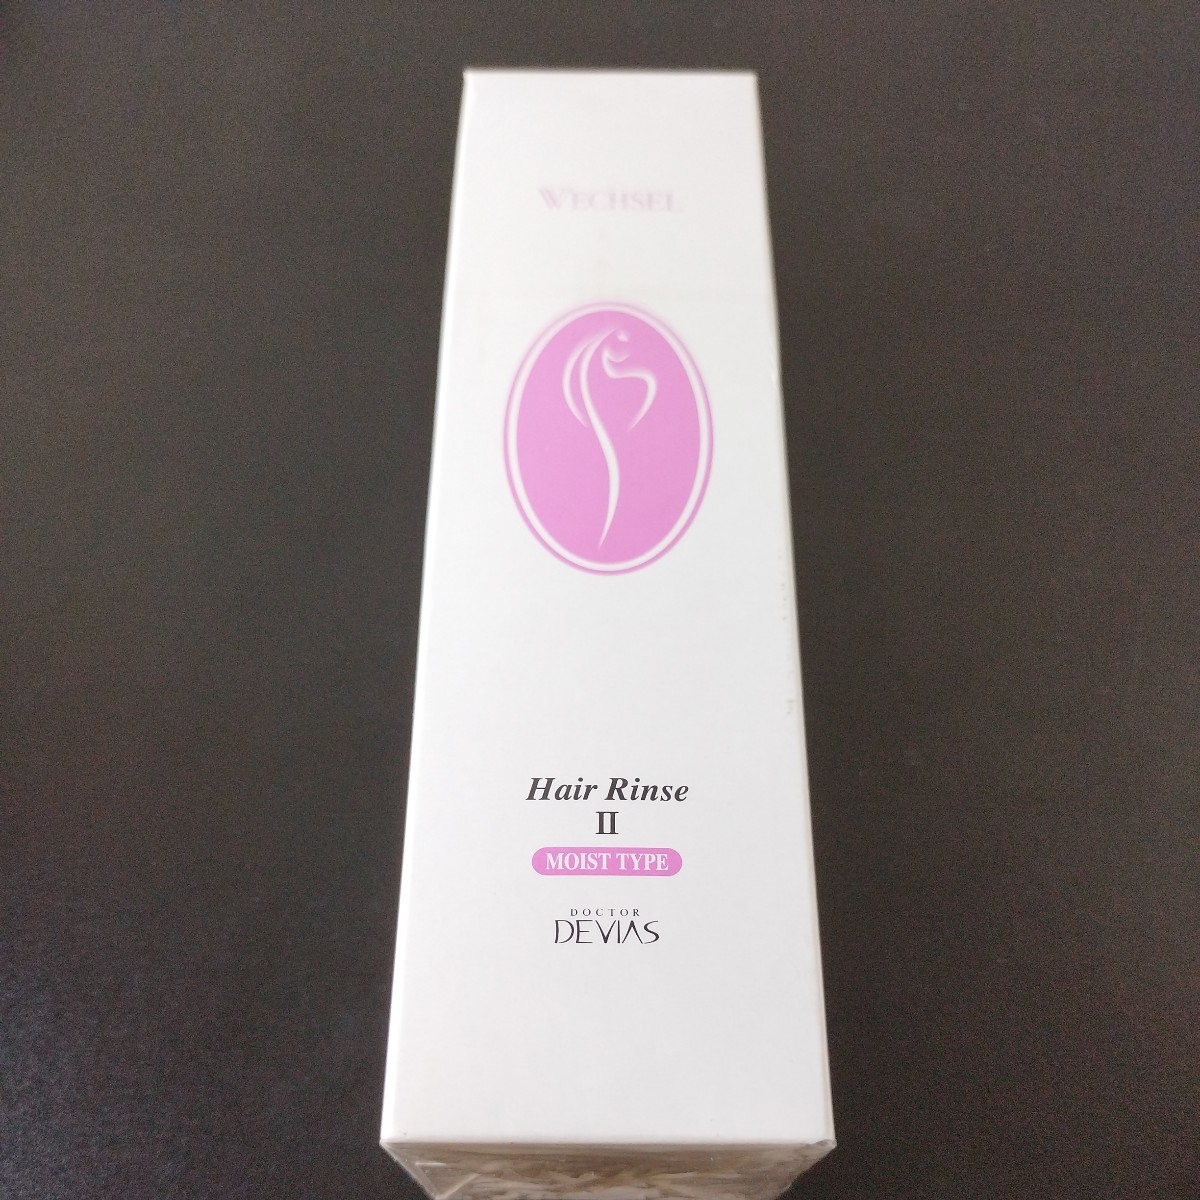 WECHSEL
Hair Rinse
II
MOIST TYPE
DOCTOR
DEVIAS